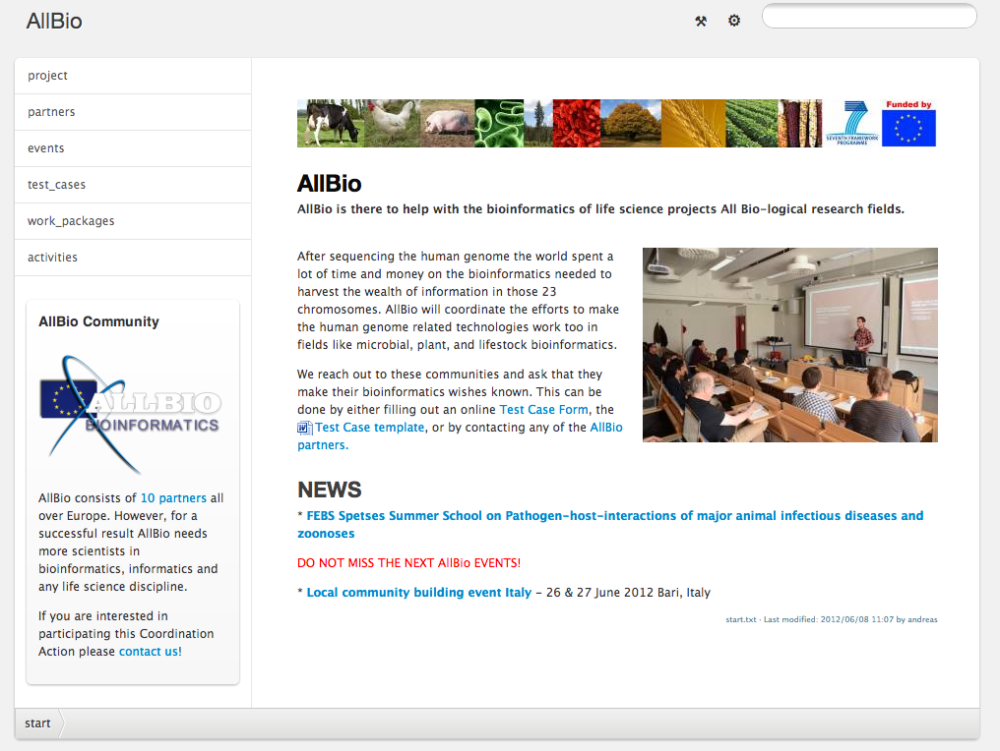 AllBio
project
partners
events
test_cases
work_packages
activities
AllBio Community
ALLBIO
BIOINFORMATICS
AllBio consists of 10 partners all
over Europe. However, for a
successful result AllBio needs
more scientists in
bioinformatics, informatics and
any life science discipline.
If you are interested in
participating this Coordination
Action please contact us!
SEVENTH FRAMEWORK
PROGRAMME
Funded by
AllBio
AllBio is there to help with the bioinformatics of life science projects All Bio-logical research fields.
After sequencing the human genome the world spent a
lot of time and money on the bioinformatics needed to
harvest the wealth of information in those 23
chromosomes. AllBio will coordinate the efforts to make
the human genome related technologies work too in
fields like microbial, plant, and lifestock bioinformatics.
We reach out to these communities and ask that they
make their bioinformatics wishes known. This can be
done by either filling out an online Test Case Form, the
Test Case template, or by contacting any of the AllBio
partners.
NEWS
* FEBS Spetses Summer School on Pathogen-host-interactions of major animal infectious diseases and
zoonoses
DO NOT MISS THE NEXT AllBio EVENTS!
* Local community building event Italy - 26 & 27 June 2012 Bari, Italy
start.txt · Last modified: 2012/06/08 11:07 by andreas
start